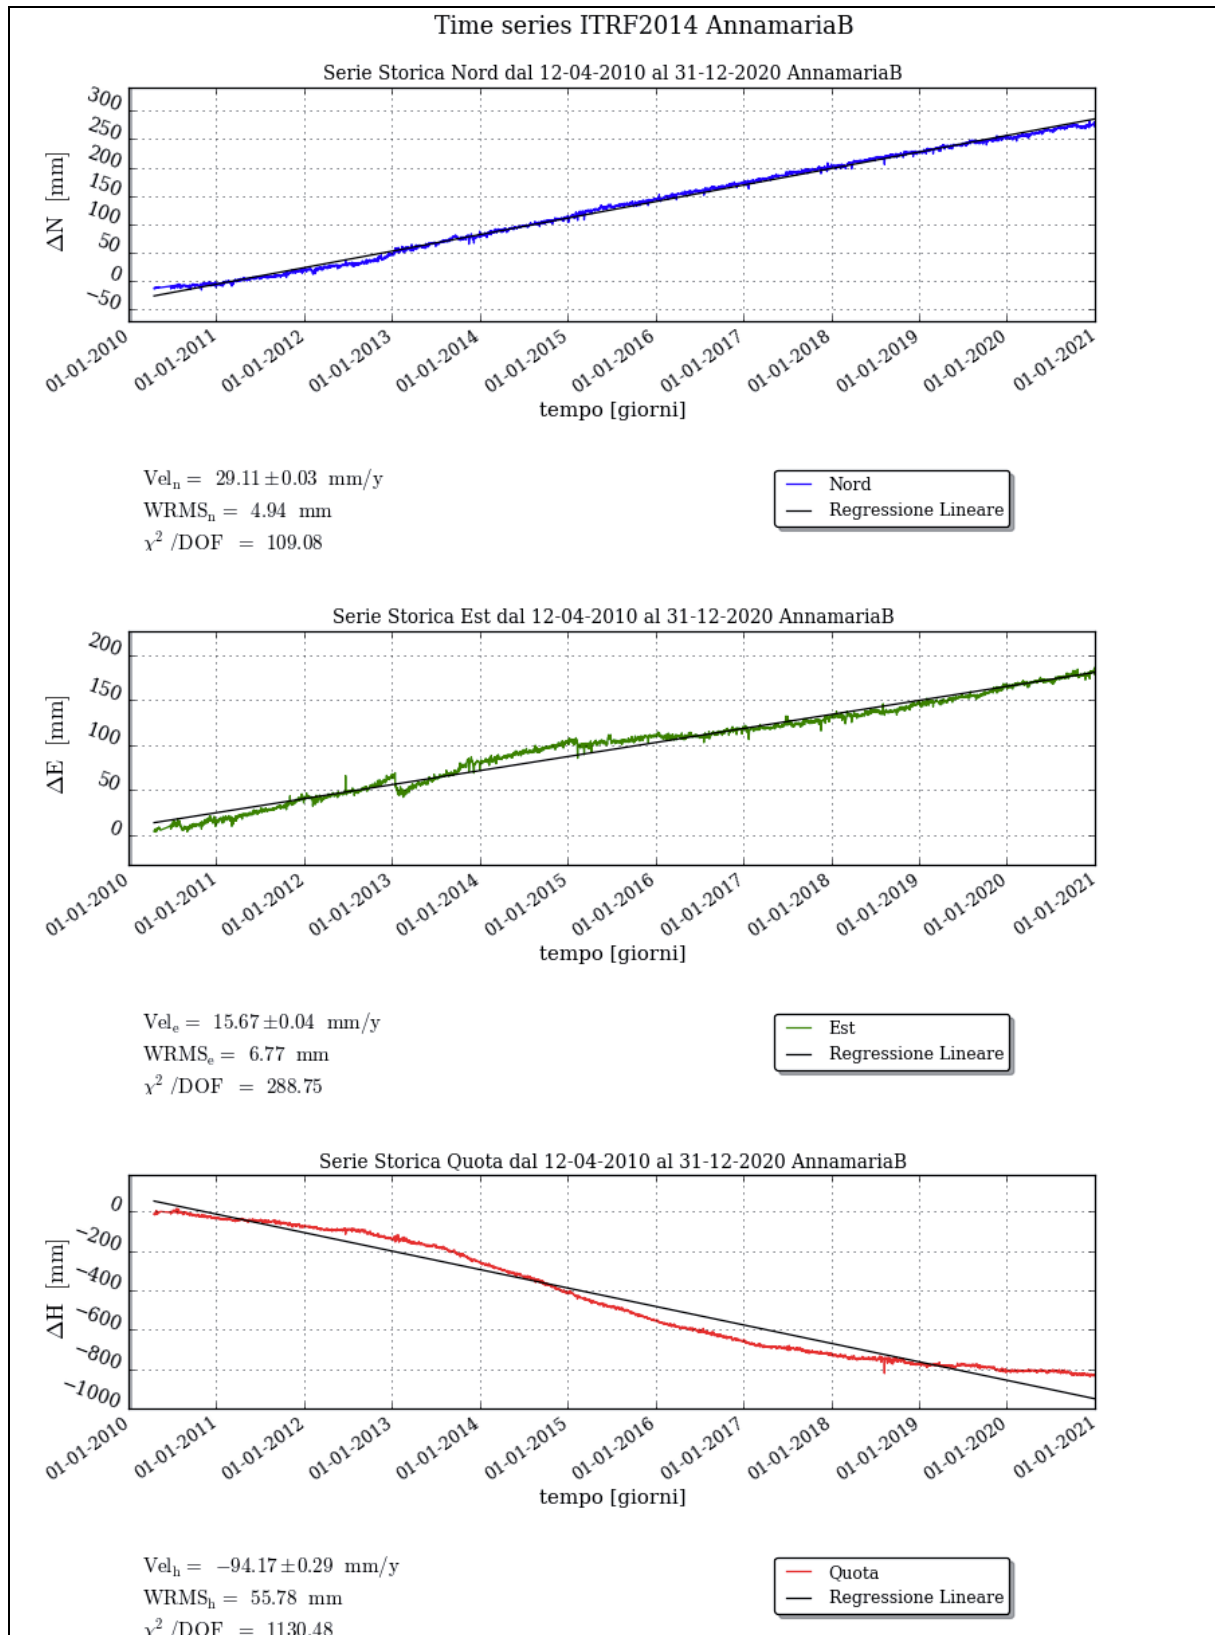 Time series ITRF2014 AnnamariaB
Serie Storica Nord dal 12-04-2010 al 31-12-2020 AnnamariaB
300
250
200
150
100
50
0
−50
ΔN [mm]
01-01-2010 01-01-2011 01-01-2012 01-01-2013 01-01-2014 01-01-2015 01-01-2016 01-01-2017 01-01-2018 01-01-2019 01-01-2020 01-01-2021
tempo [giorni]
Velₙ = 29.11±0.03 mm/y
WRMSₙ = 4.94 mm
χ² /DOF = 109.08
Nord
Regressione Lineare
Serie Storica Est dal 12-04-2010 al 31-12-2020 AnnamariaB
200
150
100
50
0
ΔE [mm]
01-01-2010 01-01-2011 01-01-2012 01-01-2013 01-01-2014 01-01-2015 01-01-2016 01-01-2017 01-01-2018 01-01-2019 01-01-2020 01-01-2021
tempo [giorni]
Velₑ = 15.67±0.04 mm/y
WRMSₑ = 6.77 mm
χ² /DOF = 288.75
Est
Regressione Lineare
Serie Storica Quota dal 12-04-2010 al 31-12-2020 AnnamariaB
0
−200
−400
−600
−800
−1000
ΔH [mm]
01-01-2010 01-01-2011 01-01-2012 01-01-2013 01-01-2014 01-01-2015 01-01-2016 01-01-2017 01-01-2018 01-01-2019 01-01-2020 01-01-2021
tempo [giorni]
Velₕ = −94.17±0.29 mm/y
WRMSₕ = 55.78 mm
χ² /DOF = 1130.48
Quota
Regressione Lineare